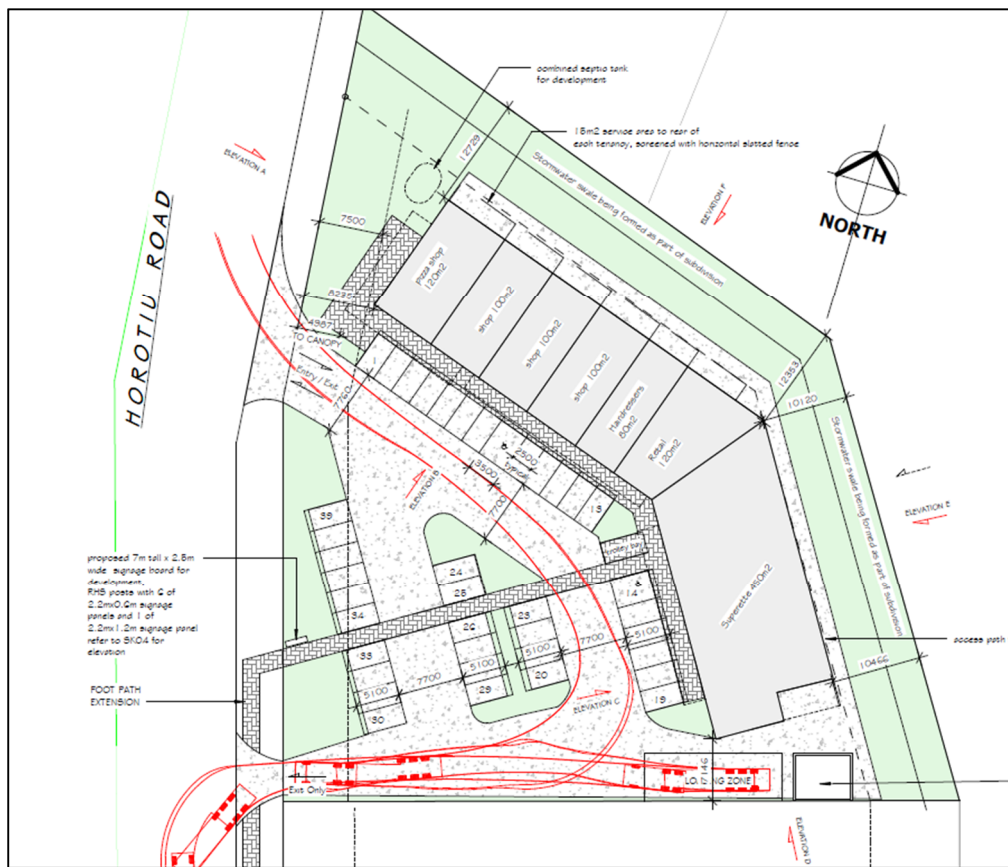 combined septic tank
for development
18m2 service area to rear of
each tenancy, screened with horizontal slatted fence
ELEVATION A
12729
Stormwater swale being formed as part of subdivision
ELEVATION F
NORTH
HOROTIU ROAD
7500
8295
4987
TO CANOPY
Entry / Exit
7760
Pizza shop
120m2
shop 100m2
shop 100m2
shop 100m2
Hairdressers
80m2
Retail
120m2
12353
10120
Stormwater swale being formed as part of subdivision
ELEVATION E
2500
typical
3500
7700
13
ELEVATION B
trolley bay
Superette 450m2
39
34
24
25
14
proposed 7m tall x 2.8m
wide signage board for
development.
RHS posts with 6 of
2.2mx0.6m signage
panels and 1 of
2.2mx1.2m signage panel
refer to SK04 for
elevation
33
30
26
29
23
20
19
5100
7700
5100
5100
7700
5100
access path
10466
FOOT PATH
EXTENSION
ELEVATION C
Exit Only
LOADING ZONE
ELEVATION D